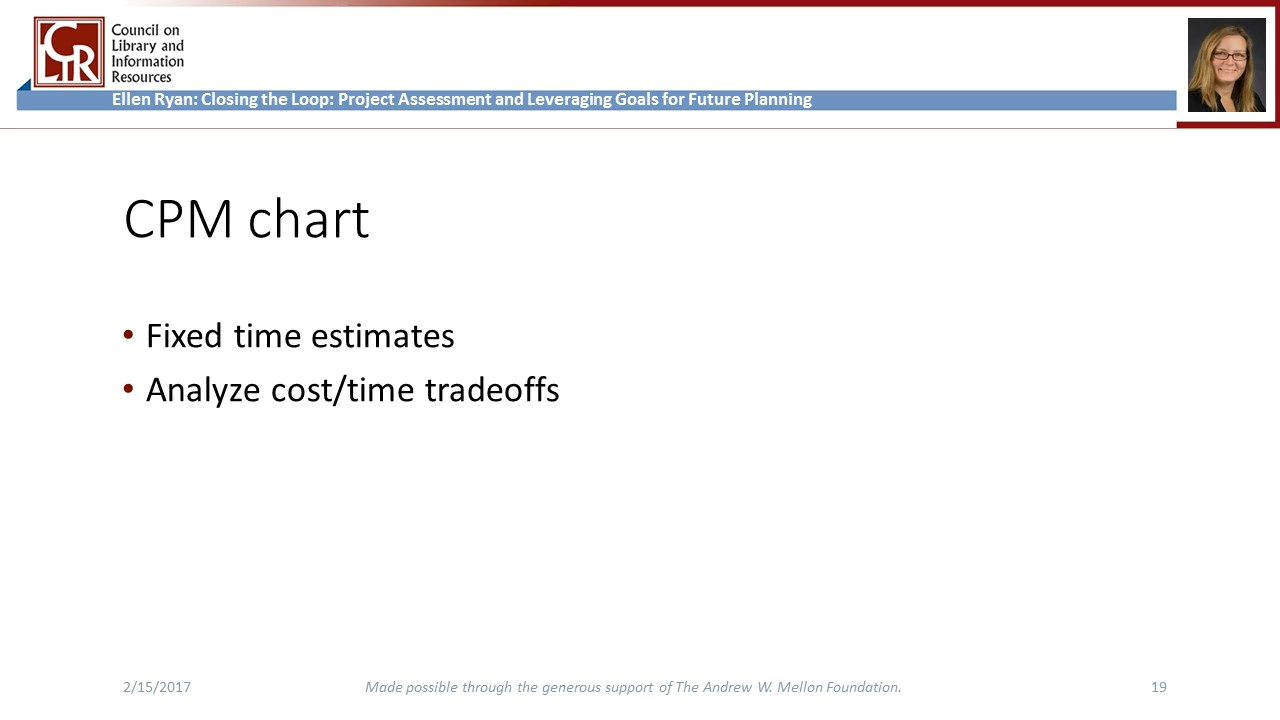 CLIR
Council on
Library and
Information
Resources
Ellen Ryan: Closing the Loop: Project Assessment and Leveraging Goals for Future Planning
CPM chart
• Fixed time estimates
• Analyze cost/time tradeoffs
2/15/2017
Made possible through the generous support of The Andrew W. Mellon Foundation.
19